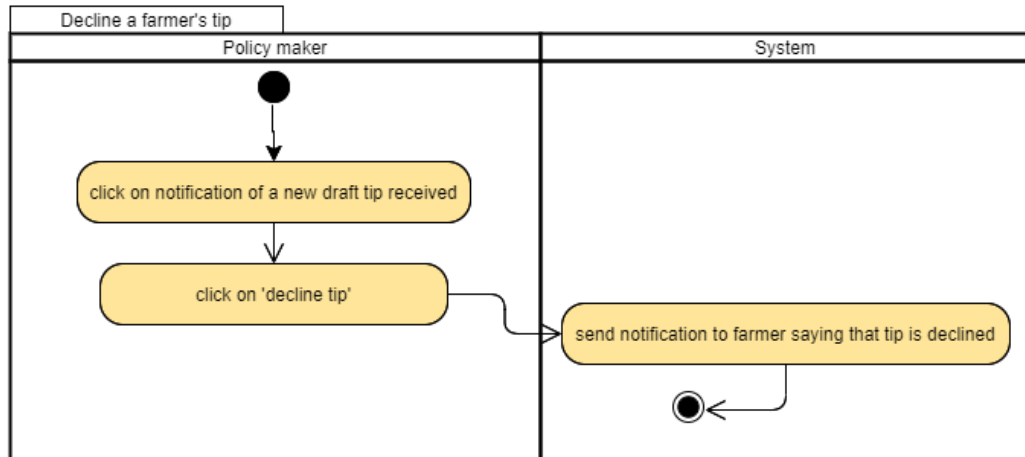 Decline a farmer's tip
Policy maker
System
click on notification of a new draft tip received
click on 'decline tip'
send notification to farmer saying that tip is declined